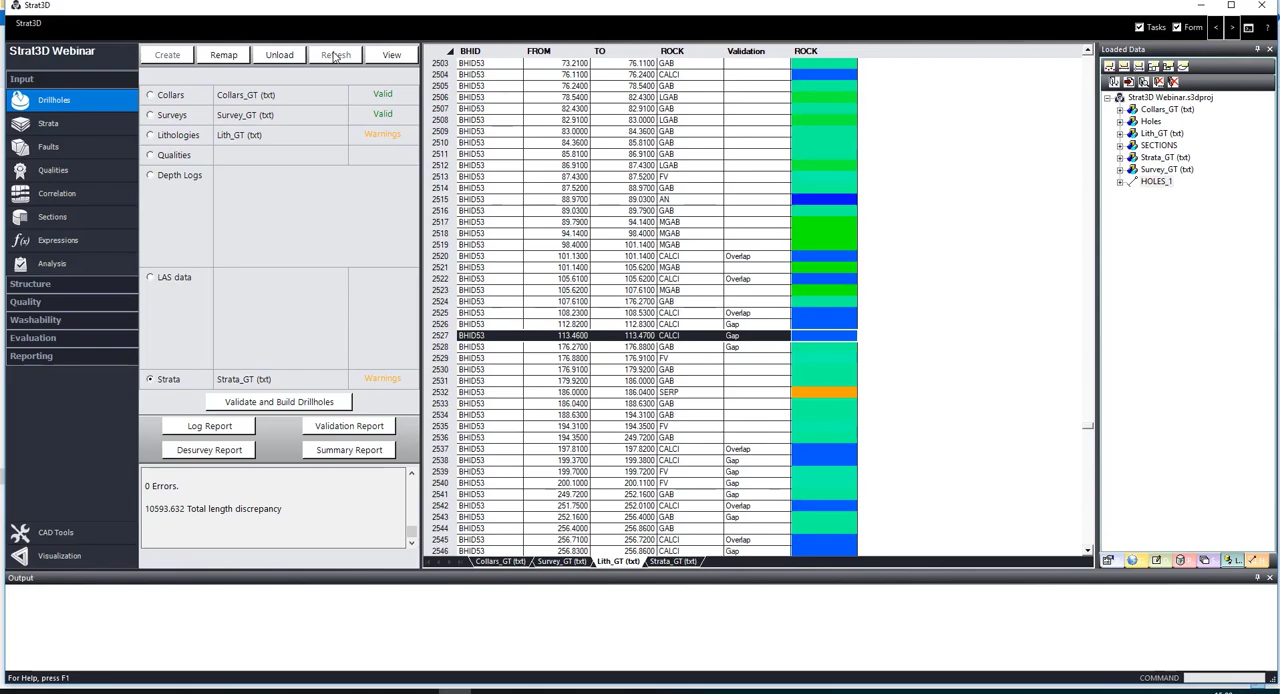 Strat3D
Strat3D
Tasks Form < > ?
Strat3D Webinar
Create Remap Unload Refresh View
Input
Drillholes
Strata
Faults
Qualities
Correlation
Sections
f(x) Expressions
Analysis
Structure
Quality
Washability
Evaluation
Reporting
CAD Tools
Visualization
Collars Collars_GT (txt) Valid
Surveys Survey_GT (txt) Valid
Lithologies Lith_GT (txt) Warnings
Qualities
Depth Logs
LAS data
Strata Strata_GT (txt) Warnings
Validate and Build Drillholes
Log Report Validation Report
Desurvey Report Summary Report
0 Errors.
10593.632 Total length discrepancy
BHID FROM TO ROCK Validation ROCK
2503 BHID53 73.2100 76.1100 GAB
2504 BHID53 76.1100 76.2400 CALCI
2505 BHID53 76.2400 78.5400 GAB
2506 BHID53 78.5400 82.4300 LGAB
2507 BHID53 82.4300 82.9100 GAB
2508 BHID53 82.9100 83.0000 LGAB
2509 BHID53 83.0000 84.3600 GAB
2510 BHID53 84.3600 85.8100 GAB
2511 BHID53 85.8100 86.9100 GAB
2512 BHID53 86.9100 87.4300 LGAB
2513 BHID53 87.4300 87.5200 FV
2514 BHID53 87.5200 88.9700 GAB
2515 BHID53 88.9700 89.0300 AN
2516 BHID53 89.0300 89.7900 GAB
2517 BHID53 89.7900 94.1400 MGAB
2518 BHID53 94.1400 98.4000 MGAB
2519 BHID53 98.4000 101.1400 MGAB
2520 BHID53 101.1300 101.1400 CALCI Overlap
2521 BHID53 101.1400 105.6200 MGAB
2522 BHID53 105.6100 105.6200 CALCI Overlap
2523 BHID53 105.6200 107.6100 MGAB
2524 BHID53 107.6100 176.2700 GAB
2525 BHID53 108.2300 108.5300 CALCI Overlap
2526 BHID53 112.8200 112.8300 CALCI Gap
2527 BHID53 113.4600 113.4700 CALCI Gap
2528 BHID53 176.2700 176.8800 GAB Gap
2529 BHID53 176.8800 176.9100 FV
2530 BHID53 176.9100 179.9200 GAB
2531 BHID53 179.9200 186.0000 GAB
2532 BHID53 186.0000 186.0400 SERP
2533 BHID53 186.0400 188.6300 GAB
2534 BHID53 188.6300 194.3100 GAB
2535 BHID53 194.3100 194.3500 FV
2536 BHID53 194.3500 249.7200 GAB
2537 BHID53 197.8100 197.9200 CALCI Overlap
2538 BHID53 199.3700 199.3800 CALCI Gap
2539 BHID53 199.7000 199.7200 FV Gap
2540 BHID53 200.1000 200.1100 FV Gap
2541 BHID53 249.7200 252.1600 GAB Gap
2542 BHID53 251.7500 252.0100 CALCI Overlap
2543 BHID53 252.1600 256.4000 GAB Gap
2544 BHID53 256.4000 256.8600 GAB
2545 BHID53 256.7100 256.7200 CALCI Overlap
2546 BHID53 256.8300 256.8600 CALCI Gap
Collars_GT (txt) Survey_GT (txt) Lith_GT (txt) Strata_GT (txt)
Loaded Data
Strat3D Webinar.s3dproj
Collars_GT (txt)
Holes
Lith_GT (txt)
SECTIONS
Strata_GT (txt)
Survey_GT (txt)
HOLES_1
L..
Output
For Help, press F1
COMMAND